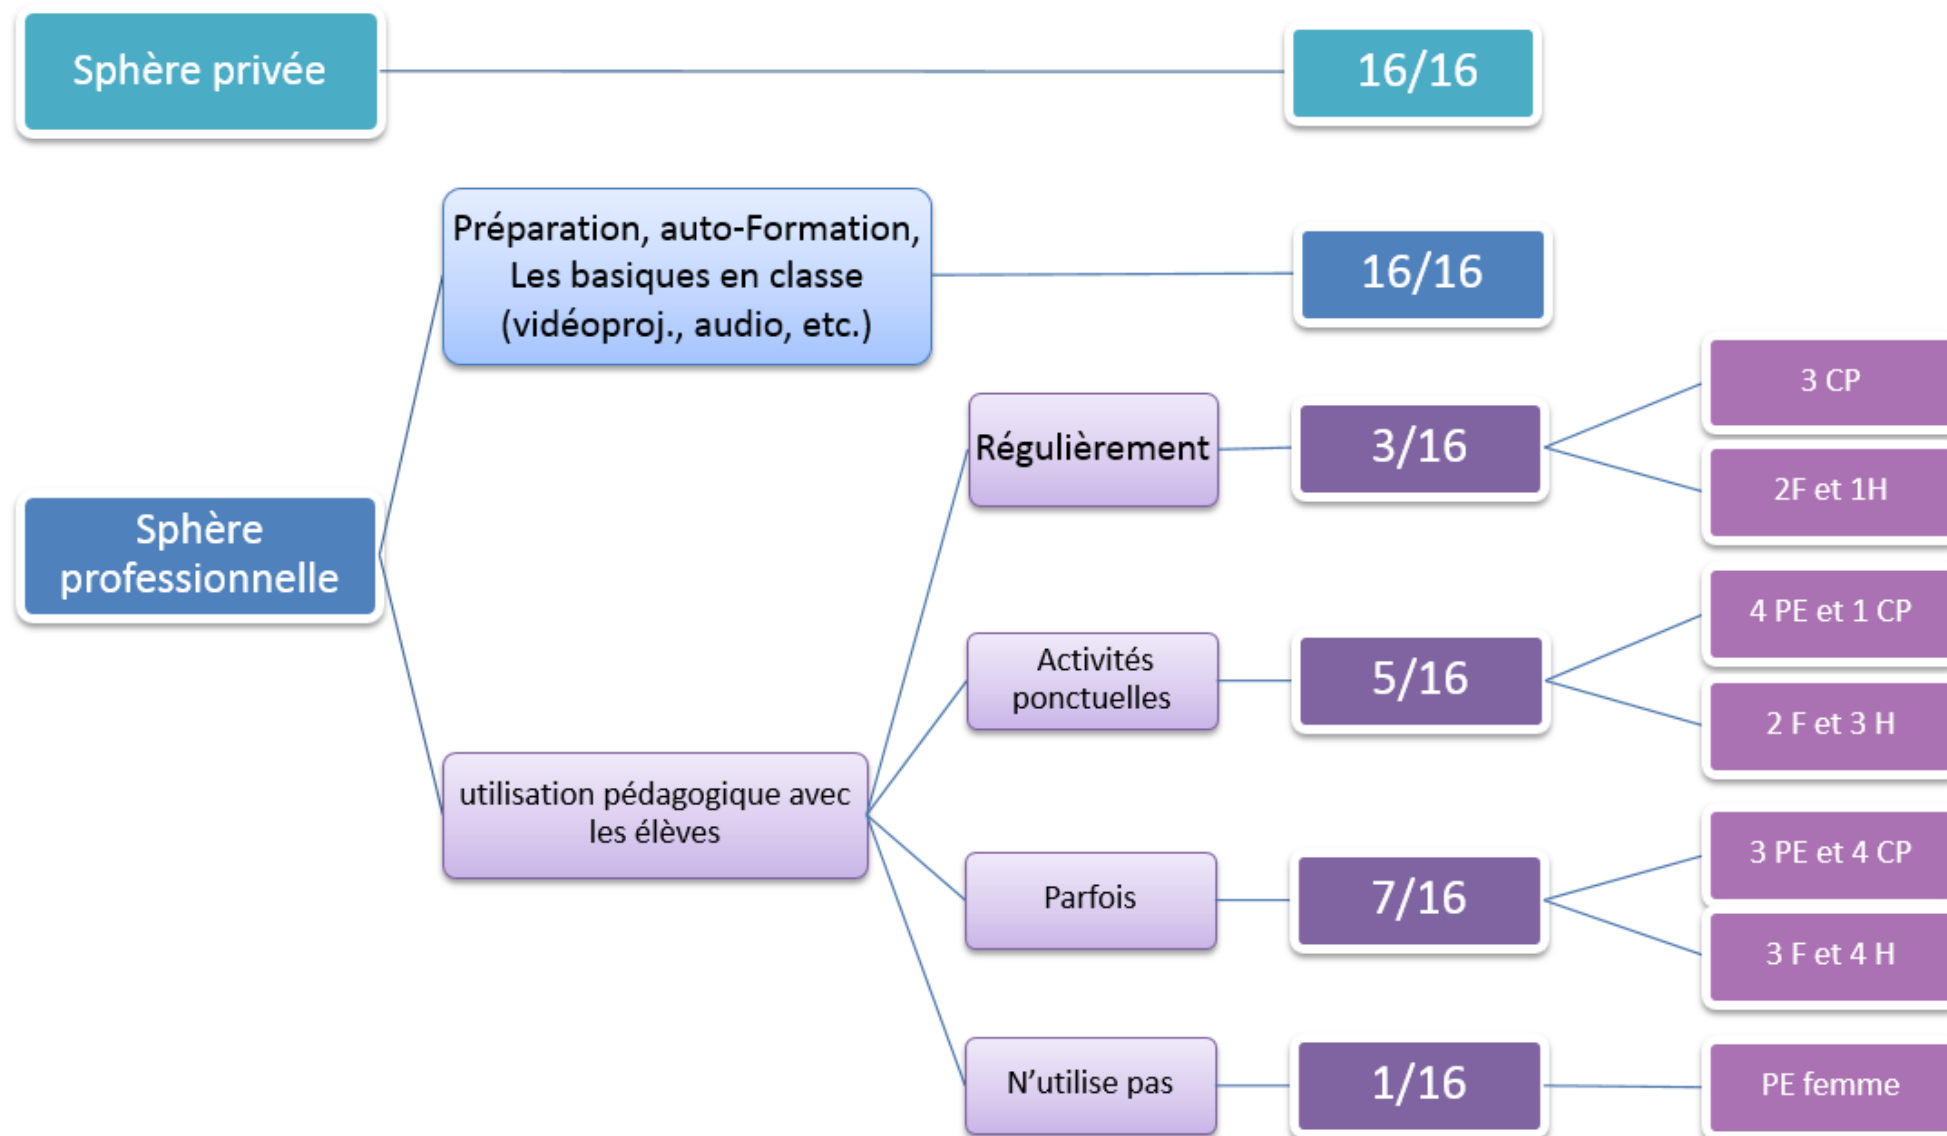 Sphère privée
16/16
Préparation, auto-Formation,
Les basiques en classe
(vidéoproj., audio, etc.)
16/16
Sphère
professionnelle
utilisation pédagogique avec
les élèves
Régulièrement
3/16
3 CP
2F et 1H
Activités
ponctuelles
5/16
4 PE et 1 CP
2 F et 3 H
Parfois
7/16
3 PE et 4 CP
3 F et 4 H
N’utilise pas
1/16
PE femme